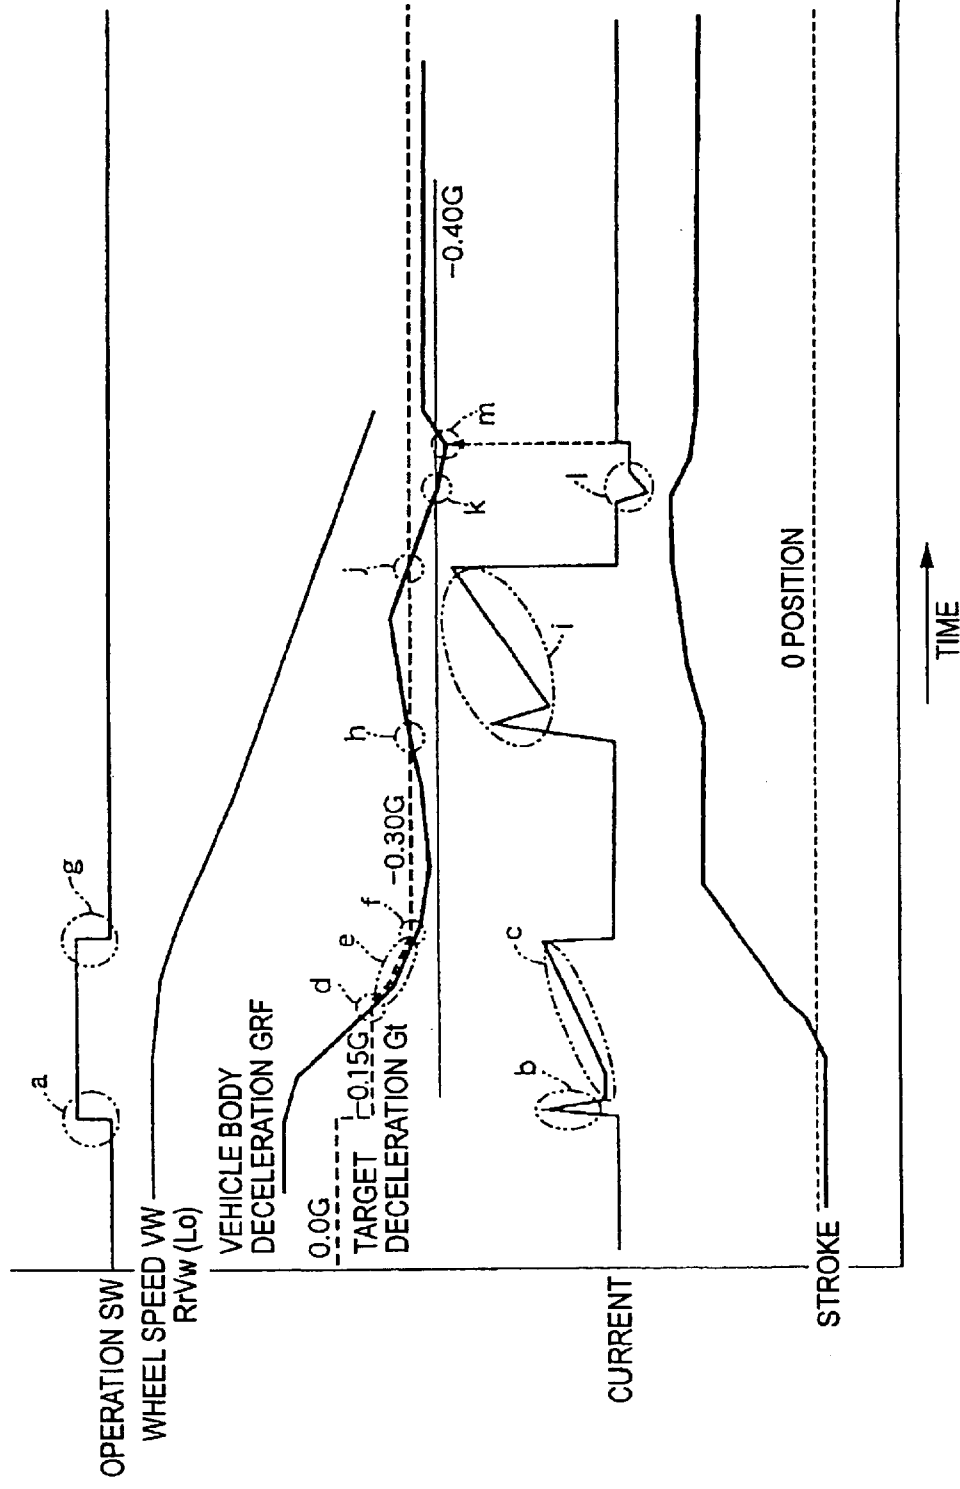 OPERATION SW
WHEEL SPEED VW
RrVw (Lo)
VEHICLE BODY
DECELERATION GRF
0.0G
TARGET
DECELERATION Gt
-0.15G
-0.30G
-0.40G
CURRENT
STROKE
0 POSITION
TIME
a
g
d
e
f
h
j
k
m
b
c
i
l